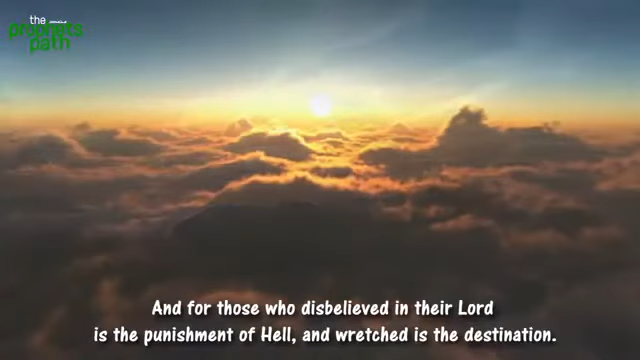 the
prophets
path
And for those who disbelieved in their Lord
is the punishment of Hell, and wretched is the destination.